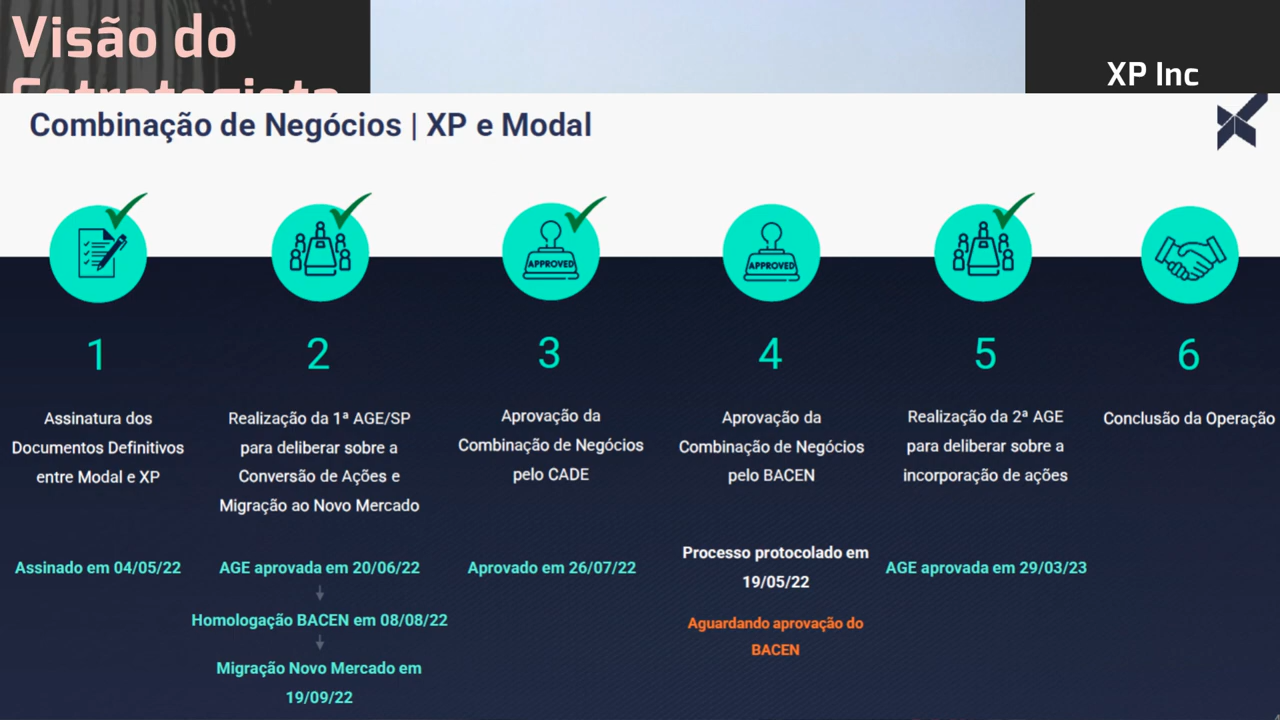 Visão do
Estrategista
XP Inc
Combinação de Negócios | XP e Modal
APPROVED
APPROVED
1
Assinatura dos
Documentos Definitivos
entre Modal e XP
Assinado em 04/05/22
2
Realização da 1ª AGE/SP
para deliberar sobre a
Conversão de Ações e
Migração ao Novo Mercado
AGE aprovada em 20/06/22
Homologação BACEN em 08/08/22
Migração Novo Mercado em
19/09/22
3
Aprovação da
Combinação de Negócios
pelo CADE
Aprovado em 26/07/22
4
Aprovação da
Combinação de Negócios
pelo BACEN
Processo protocolado em
19/05/22
Aguardando aprovação do
BACEN
5
Realização da 2ª AGE
para deliberar sobre a
incorporação de ações
AGE aprovada em 29/03/23
6
Conclusão da Operação